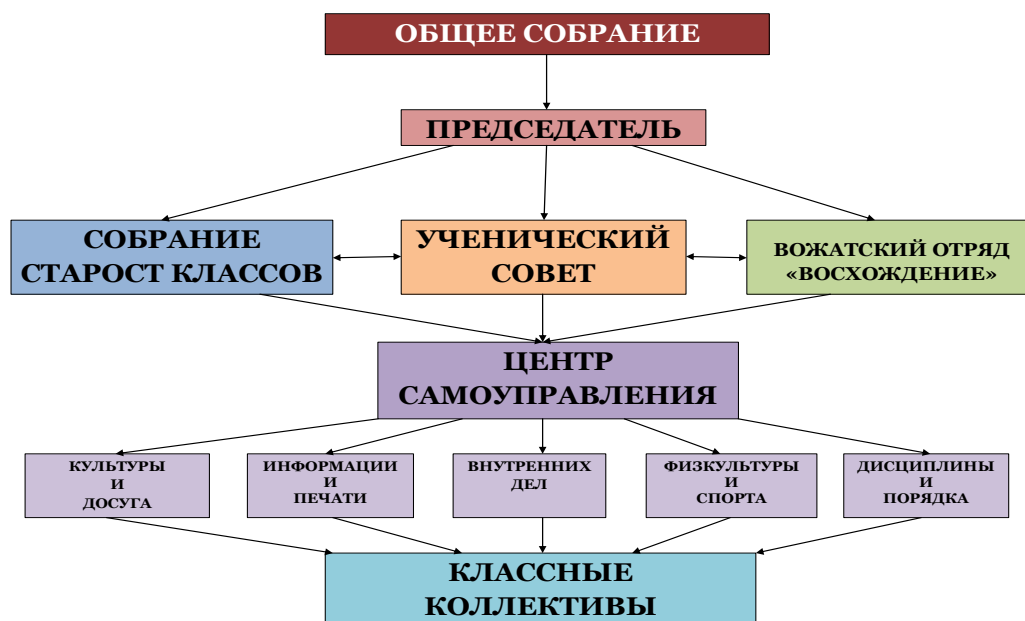 ОБЩЕЕ СОБРАНИЕ
ПРЕДСЕДАТЕЛЬ
СОБРАНИЕ
СТАРОСТ КЛАССОВ
УЧЕНИЧЕСКИЙ
СОВЕТ
ВОЖАТСКИЙ ОТРЯД
«ВОСХОЖДЕНИЕ»
ЦЕНТР
САМОУПРАВЛЕНИЯ
КУЛЬТУРЫ
И
ДОСУГА
ИНФОРМАЦИИ
И
ПЕЧАТИ
ВНУТРЕННИХ
ДЕЛ
ФИЗКУЛЬТУРЫ
И
СПОРТА
ДИСЦИПЛИНЫ
И
ПОРЯДКА
КЛАССНЫЕ
КОЛЛЕКТИВЫ